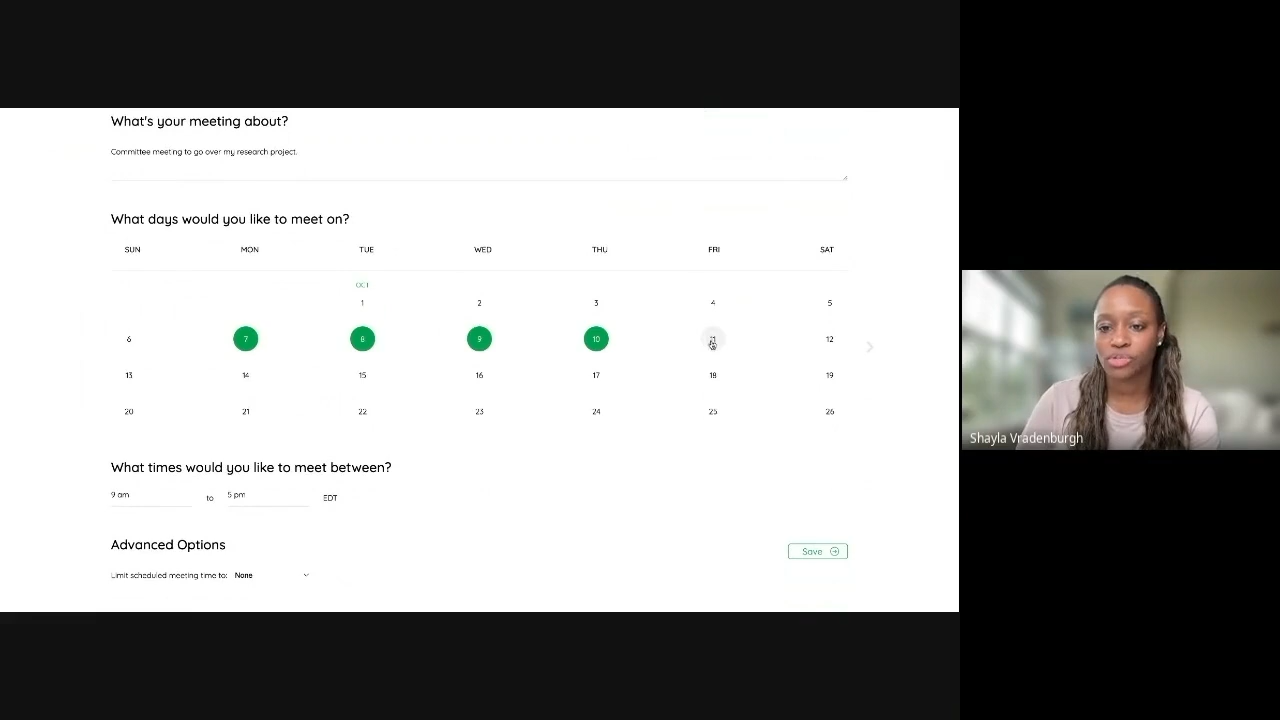 What's your meeting about?
Committee meeting to go over my research project.
What days would you like to meet on?
SUN MON TUE WED THU FRI SAT
OCT
1 2 3 4 5
6 7 8 9 10 12
13 14 15 16 17 18 19
20 21 22 23 24 25 26
What times would you like to meet between?
9 am to 5 pm EDT
Advanced Options
Save
Limit scheduled meeting time to: None
Shayla Vradenburgh